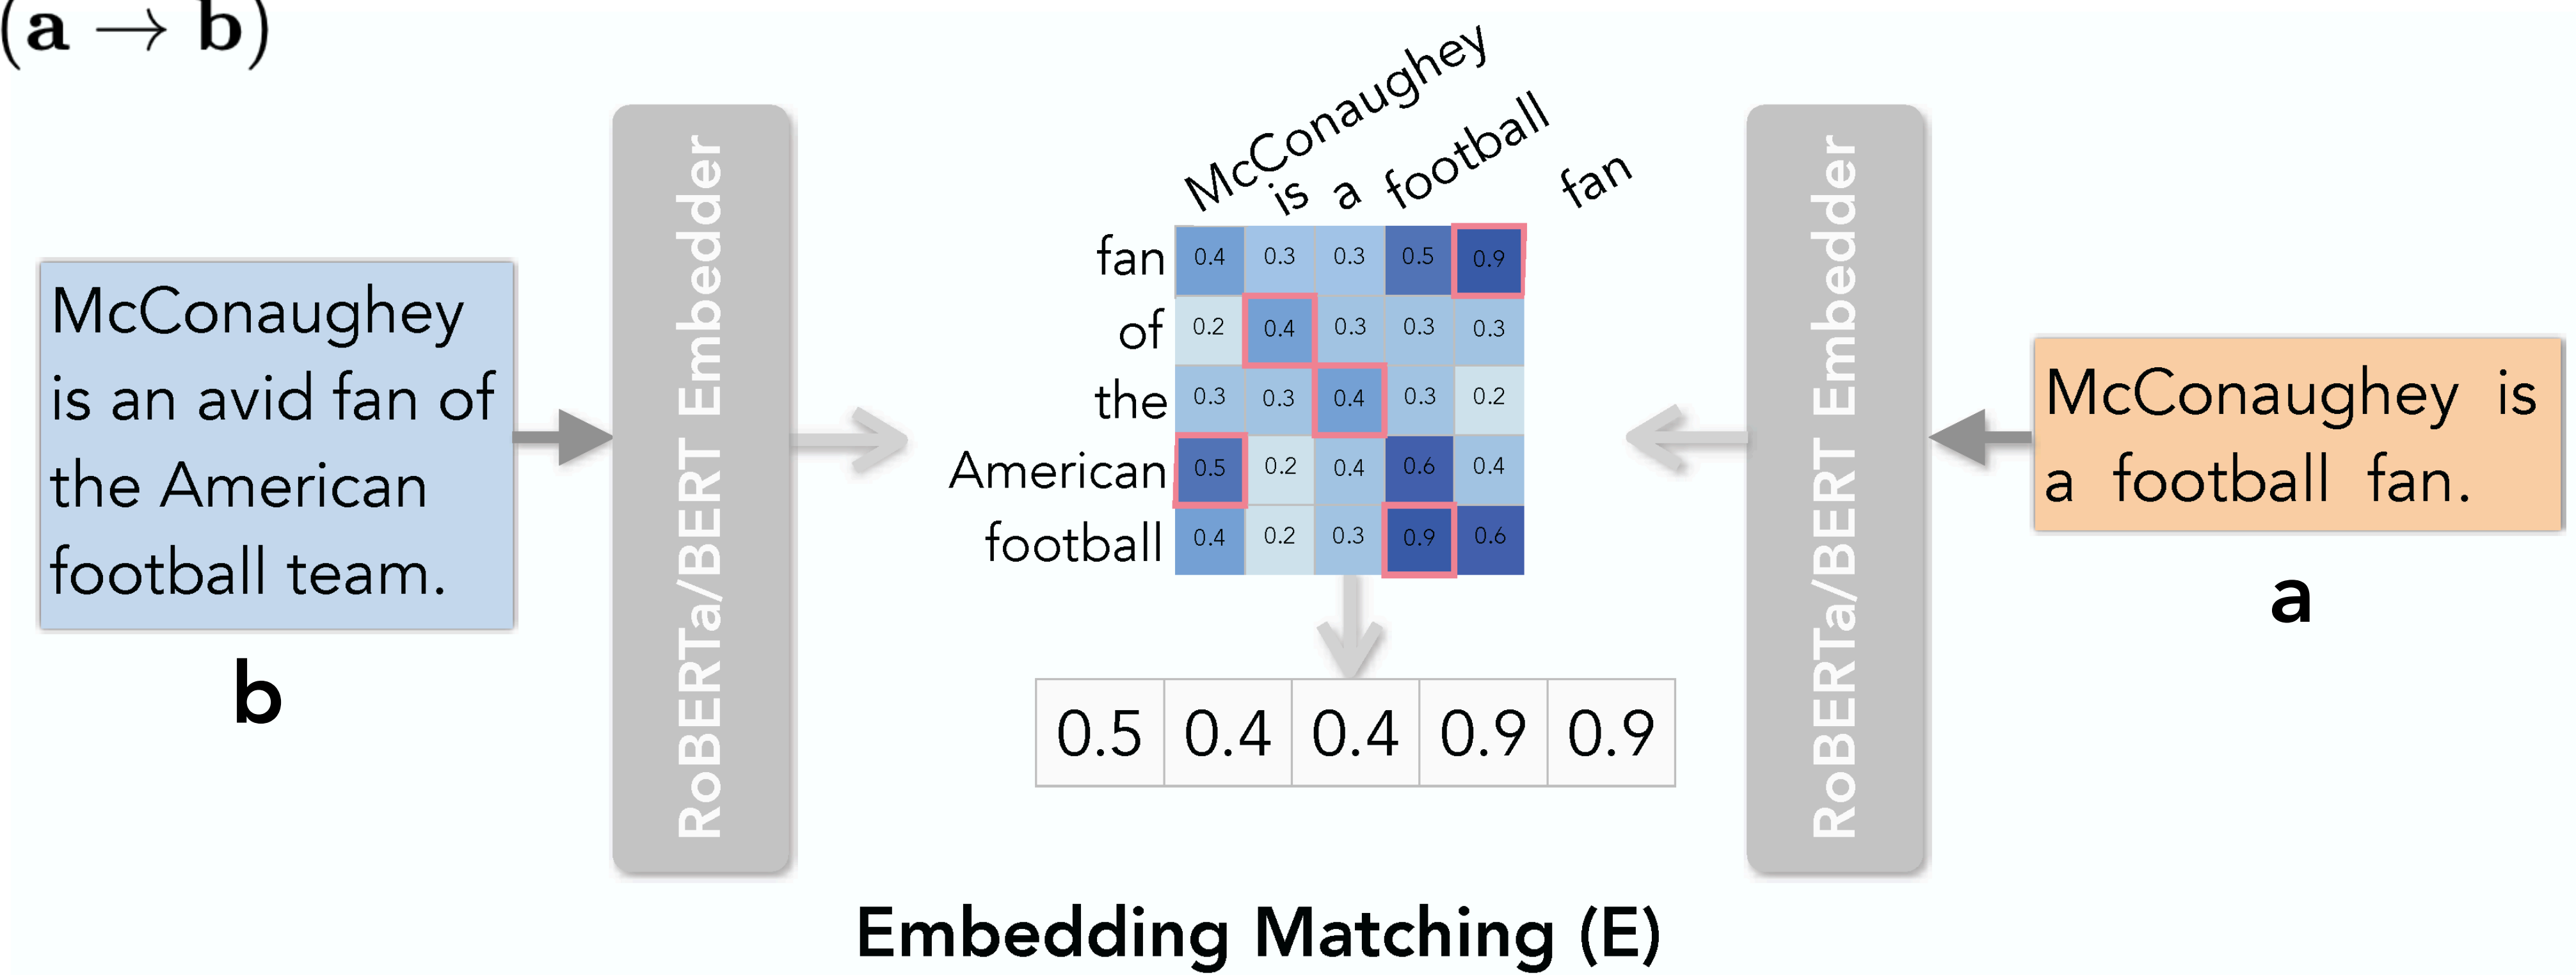 (a → b)
McConaughey
is an avid fan of
the American
football team.
b
RoBERTa/BERT Embedder
McConaughey is a football fan
fan 0.4 0.3 0.3 0.5 0.9
of 0.2 0.4 0.3 0.3 0.3
the 0.3 0.3 0.4 0.3 0.2
American 0.5 0.2 0.4 0.6 0.4
football 0.4 0.2 0.3 0.9 0.6
0.5 0.4 0.4 0.9 0.9
RoBERTa/BERT Embedder
McConaughey is
a football fan.
a
Embedding Matching (E)